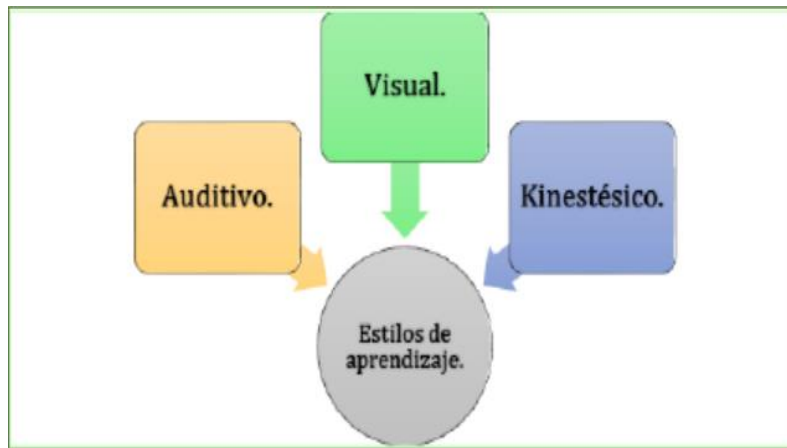 Visual.
Auditivo.
Kinestésico.
Estilos de
aprendizaje.